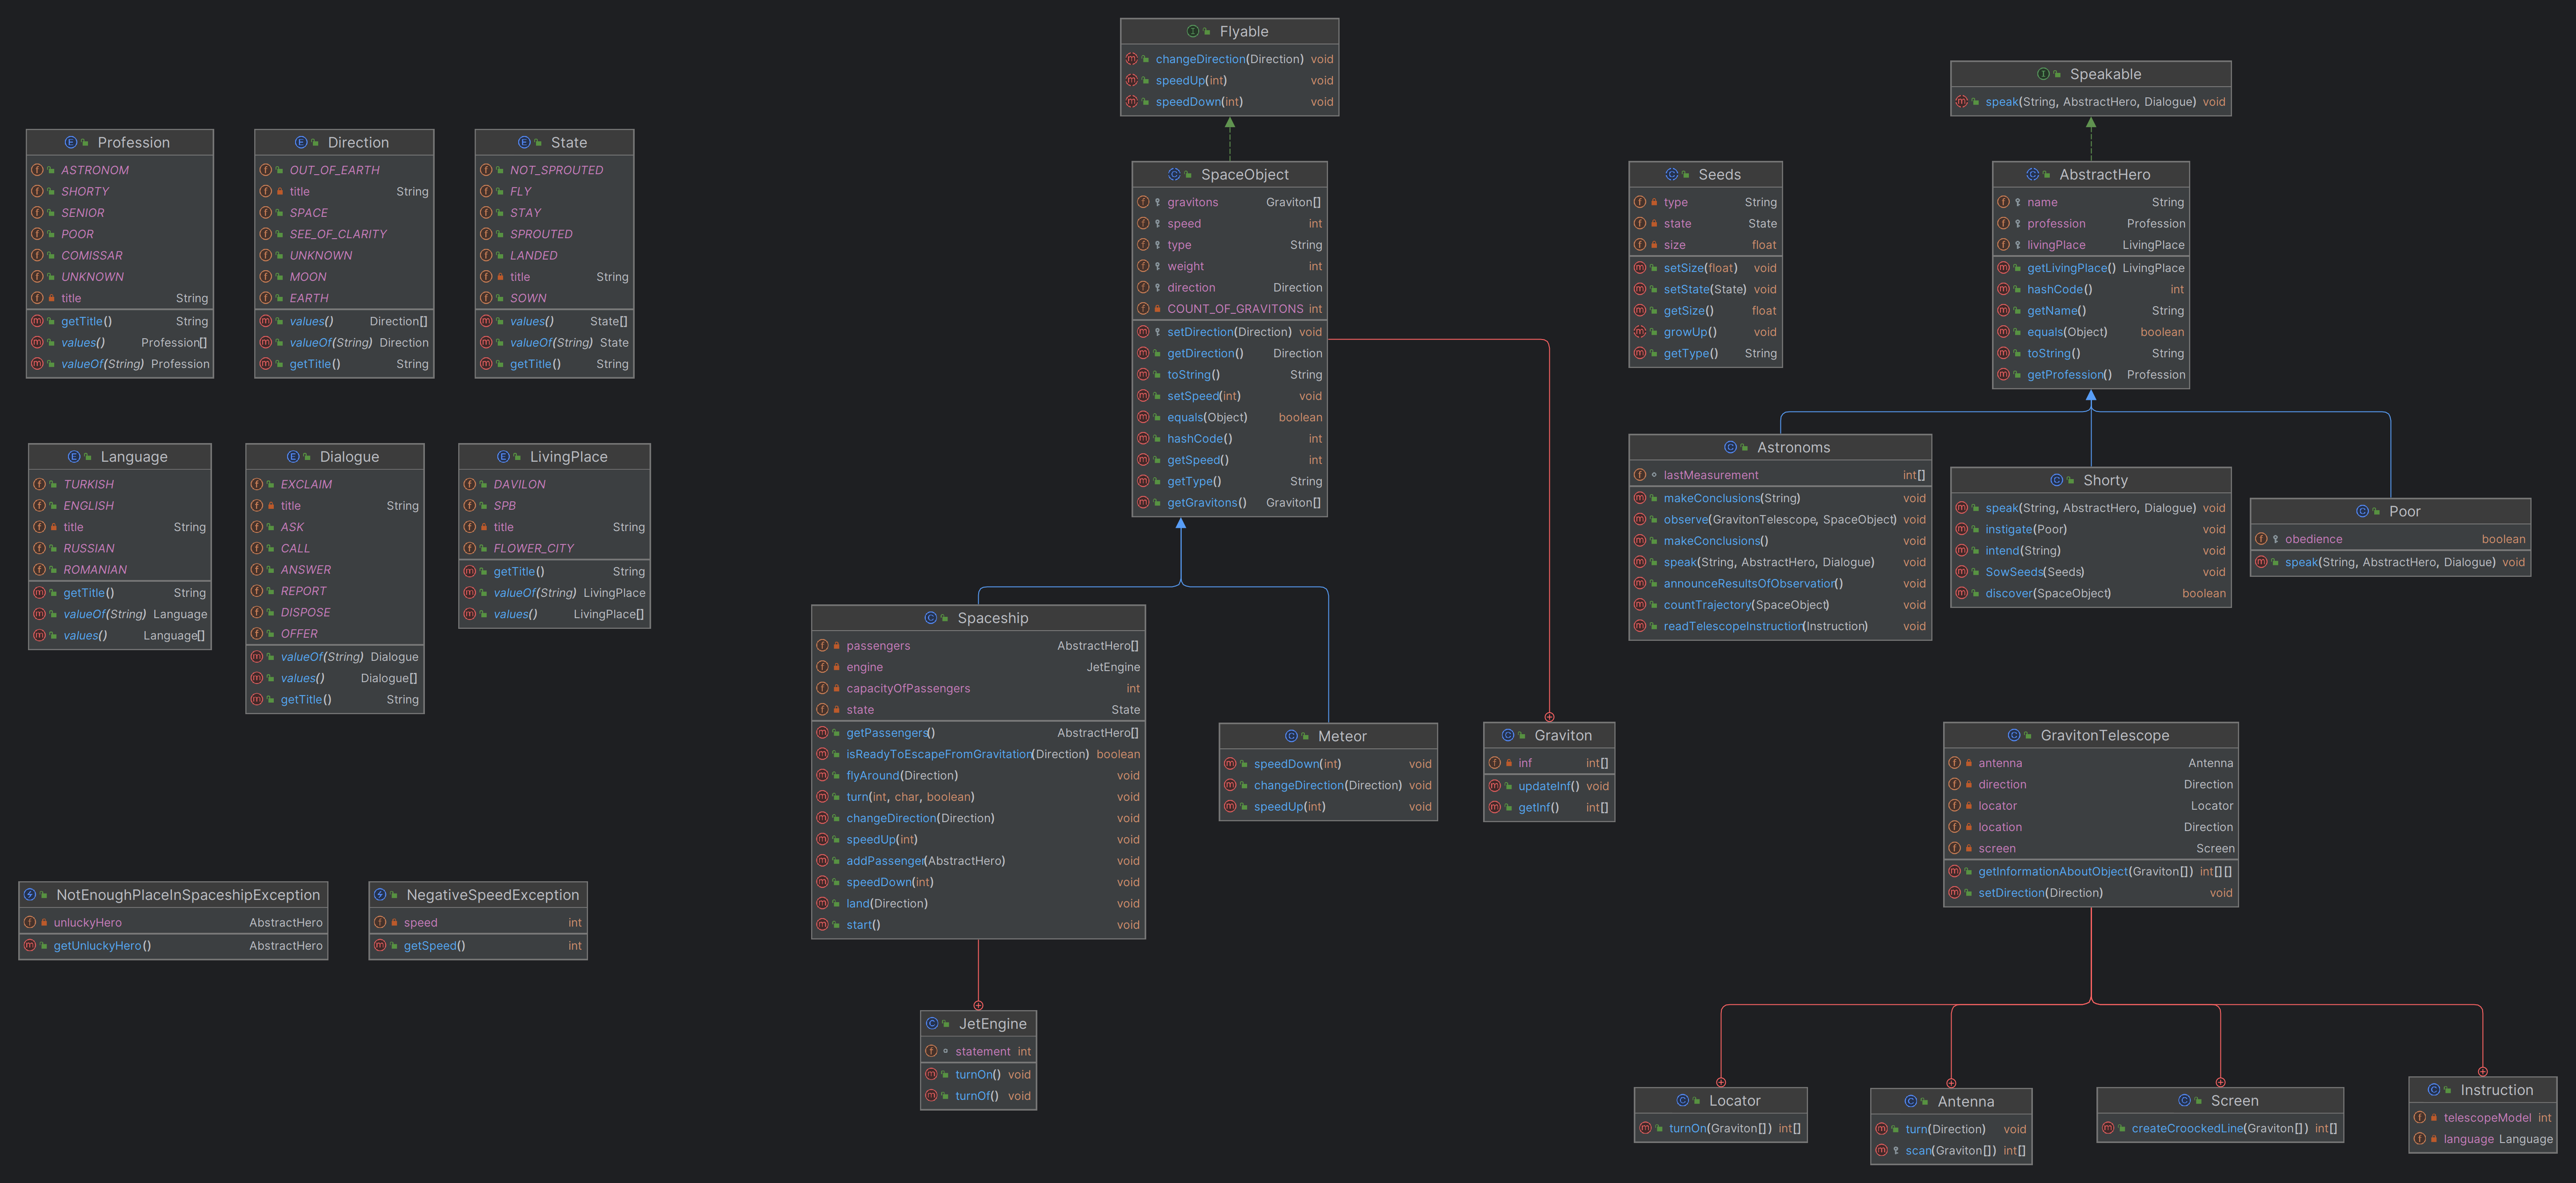 Flyable
changeDirection(Direction) void
speedUp(int) void
speedDown(int) void
Speakable
speak(String, AbstractHero, Dialogue) void
Profession
ASTRONOM
SHORTY
SENIOR
POOR
COMISSAR
UNKNOWN
title String
getTitle() String
values() Profession[]
valueOf(String) Profession
Direction
OUT_OF_EARTH
title String
SPACE
SEE_OF_CLARITY
UNKNOWN
MOON
EARTH
values() Direction[]
valueOf(String) Direction
getTitle() String
State
NOT_SPROUTED
FLY
STAY
SPROUTED
LANDED
title String
SOWN
values() State[]
valueOf(String) State
getTitle() String
SpaceObject
gravitons Graviton[]
speed int
type String
weight int
direction Direction
COUNT_OF_GRAVITONS int
setDirection(Direction) void
getDirection() Direction
toString() String
setSpeed(int) void
equals(Object) boolean
hashCode() int
getSpeed() int
getType() String
getGravitons() Graviton[]
Seeds
type String
state State
size float
setSize(float) void
setState(State) void
getSize() float
growUp() void
getType() String
AbstractHero
name String
profession Profession
livingPlace LivingPlace
getLivingPlace() LivingPlace
hashCode() int
getName() String
equals(Object) boolean
toString() String
getProfession() Profession
Language
TURKISH
ENGLISH
title String
RUSSIAN
ROMANIAN
getTitle() String
valueOf(String) Language
values() Language[]
Dialogue
EXCLAIM
title String
ASK
CALL
ANSWER
REPORT
DISPOSE
OFFER
valueOf(String) Dialogue
values() Dialogue[]
getTitle() String
LivingPlace
DAVILON
SPB
title String
FLOWER_CITY
getTitle() String
valueOf(String) LivingPlace
values() LivingPlace[]
Astronoms
lastMeasurement int[]
makeConclusions(String) void
observe(GravitonTelescope, SpaceObject) void
makeConclusions() void
speak(String, AbstractHero, Dialogue) void
announceResultsOfObservatior() void
countTrajectory(SpaceObject) void
readTelescopeInstruction(Instruction) void
Shorty
speak(String, AbstractHero, Dialogue) void
instigate(Poor) void
intend(String) void
SowSeeds(Seeds) void
discover(SpaceObject) boolean
Poor
obedience boolean
speak(String, AbstractHero, Dialogue) void
Spaceship
passengers AbstractHero[]
engine JetEngine
capacityOfPassengers int
state State
getPassengers() AbstractHero[]
isReadyToEscapeFromGravitation(Direction) boolean
flyAround(Direction) void
turn(int, char, boolean) void
changeDirection(Direction) void
speedUp(int) void
addPassenger(AbstractHero) void
speedDown(int) void
land(Direction) void
start() void
Meteor
speedDown(int) void
changeDirection(Direction) void
speedUp(int) void
Graviton
inf int[]
updateInf() void
getInf() int[]
GravitonTelescope
antenna Antenna
direction Direction
locator Locator
location Direction
screen Screen
getInformationAboutObject(Graviton[]) int[][]
setDirection(Direction) void
NotEnoughPlaceInSpaceshipException
unluckyHero AbstractHero
getUnluckyHero() AbstractHero
NegativeSpeedException
speed int
getSpeed() int
JetEngine
statement int
turnOn() void
turnOf() void
Locator
turnOn(Graviton[]) int[]
Antenna
turn(Direction) void
scan(Graviton[]) int[]
Screen
createCroockedLine(Graviton[]) int[]
Instruction
telescopeModel int
language Language